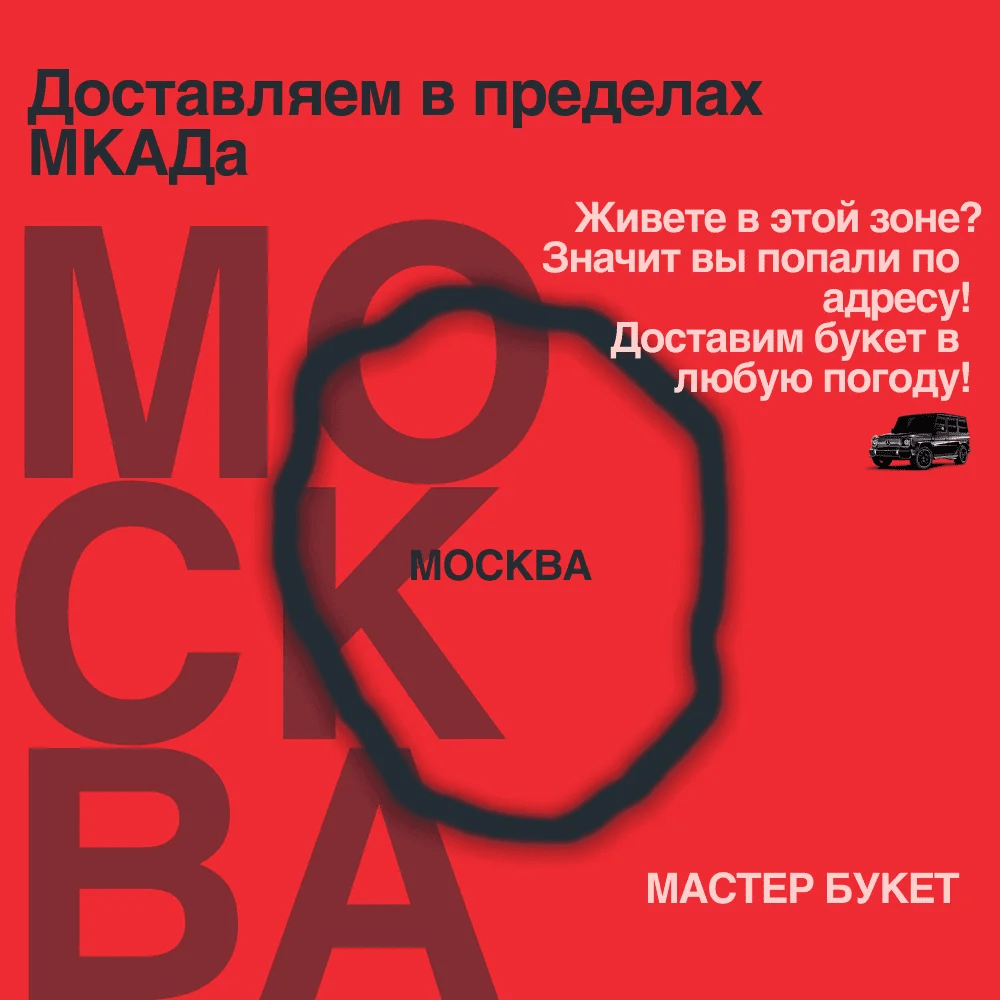 Доставляем в пределах
МКАДа
Живете в этой зоне?
Значит вы попали по
адресу!
Доставим букет в
любую погоду!
МО
СК
ВА
МОСКВА
МАСТЕР БУКЕТ